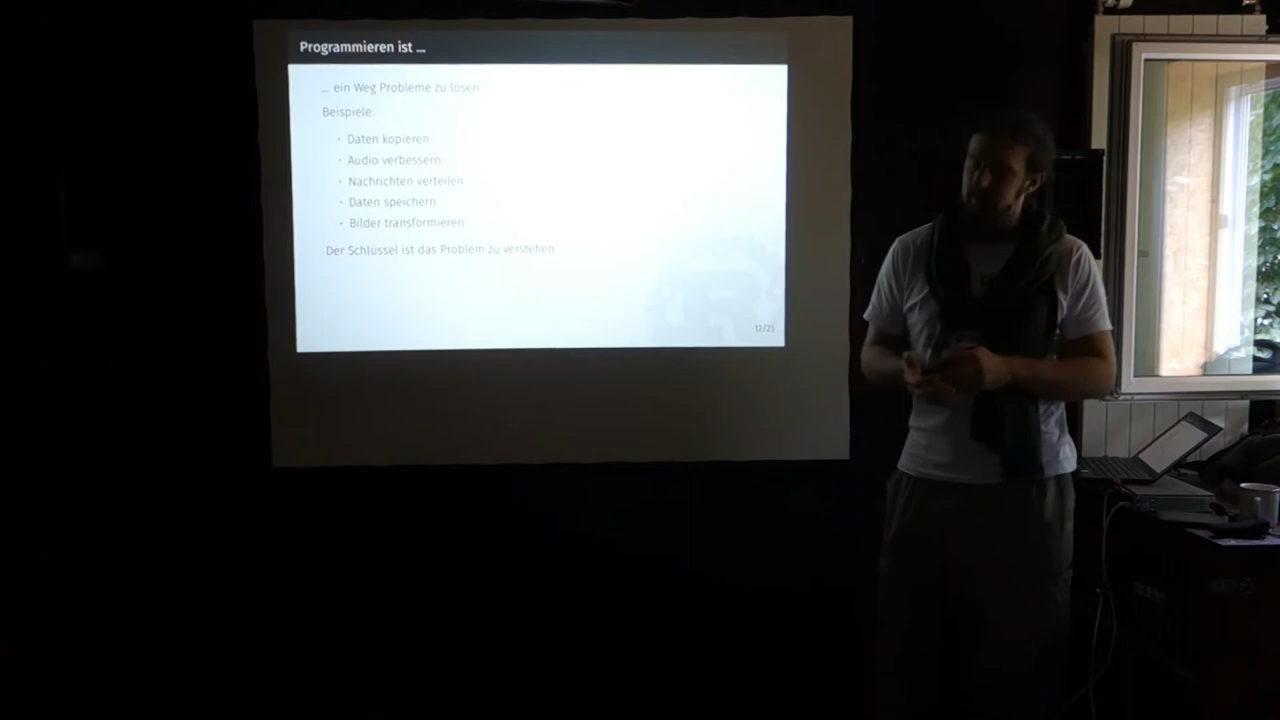 Programmieren ist ...
... ein Weg Probleme zu lösen
Beispiele:
· Daten kopieren
· Audio verbessern
· Nachrichten verteilen
· Daten speichern
· Bilder transformieren
Der Schlüssel ist das Problem zu verstehen
12/23